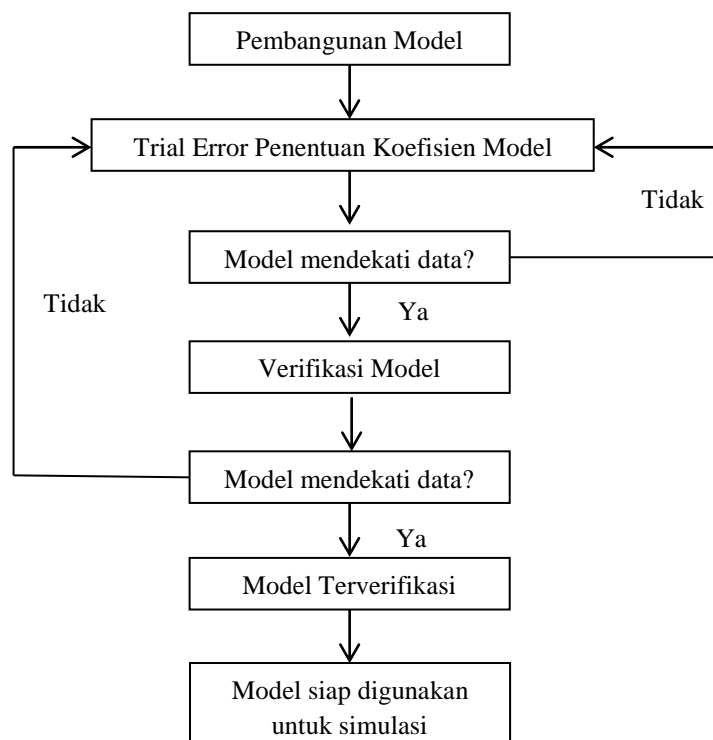 Pembangunan Model
Trial Error Penentuan Koefisien Model
Tidak
Model mendekati data?
Tidak
Ya
Verifikasi Model
Model mendekati data?
Ya
Model Terverifikasi
Model siap digunakan
untuk simulasi